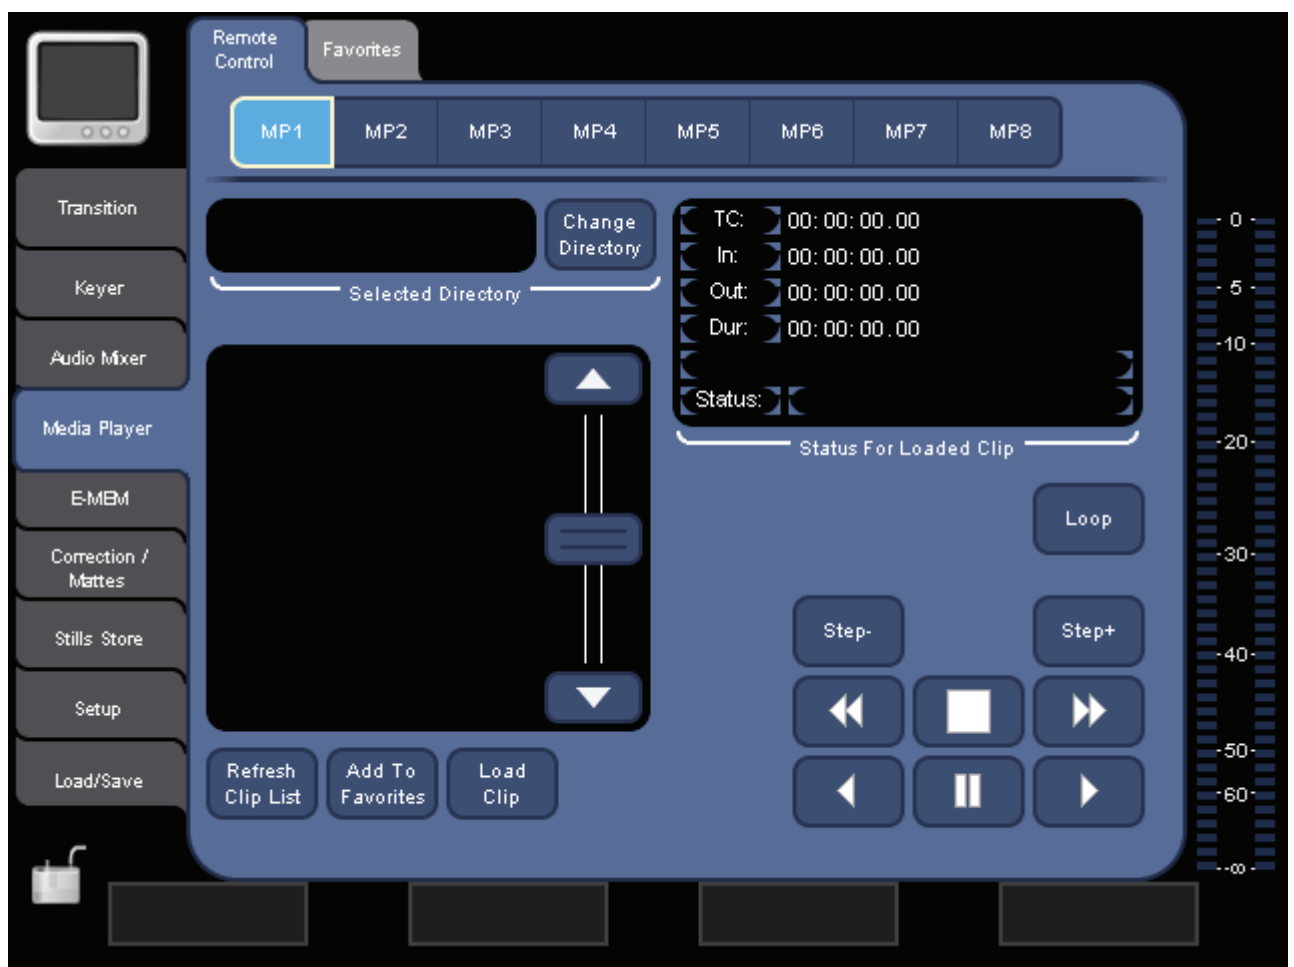 Remote
Control
Favorites
MP1
MP2
MP3
MP4
MP5
MP6
MP7
MP8
Transition
Keyer
Audio Mixer
Media Player
E-MEM
Correction /
Mattes
Stills Store
Setup
Load/Save
Change
Directory
Selected Directory
TC: 00:00:00.00
In: 00:00:00.00
Out: 00:00:00.00
Dur: 00:00:00.00
Status:
Status For Loaded Clip
Loop
Step-
Step+
Refresh
Clip List
Add To
Favorites
Load
Clip
- 0 -
- 5 -
-10-
-20-
-30-
-40-
-50-
-60-
--∞-